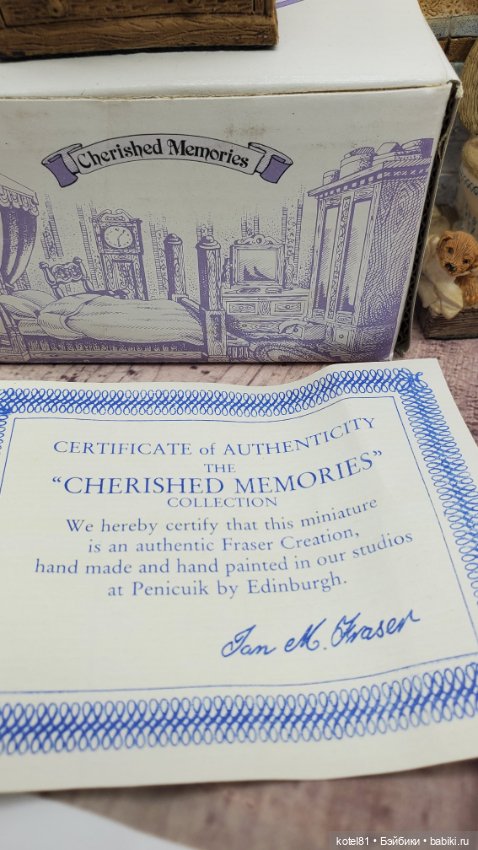 Cherished Memories
CERTIFICATE of AUTHENTICITY
THE
“CHERISHED MEMORIES”
COLLECTION
We hereby certify that this miniature
is an authentic Fraser Creation,
hand made and hand painted in our studios
at Penicuik by Edinburgh.
Ian M. Fraser
kotel81 • Бэйбики • babiki.ru